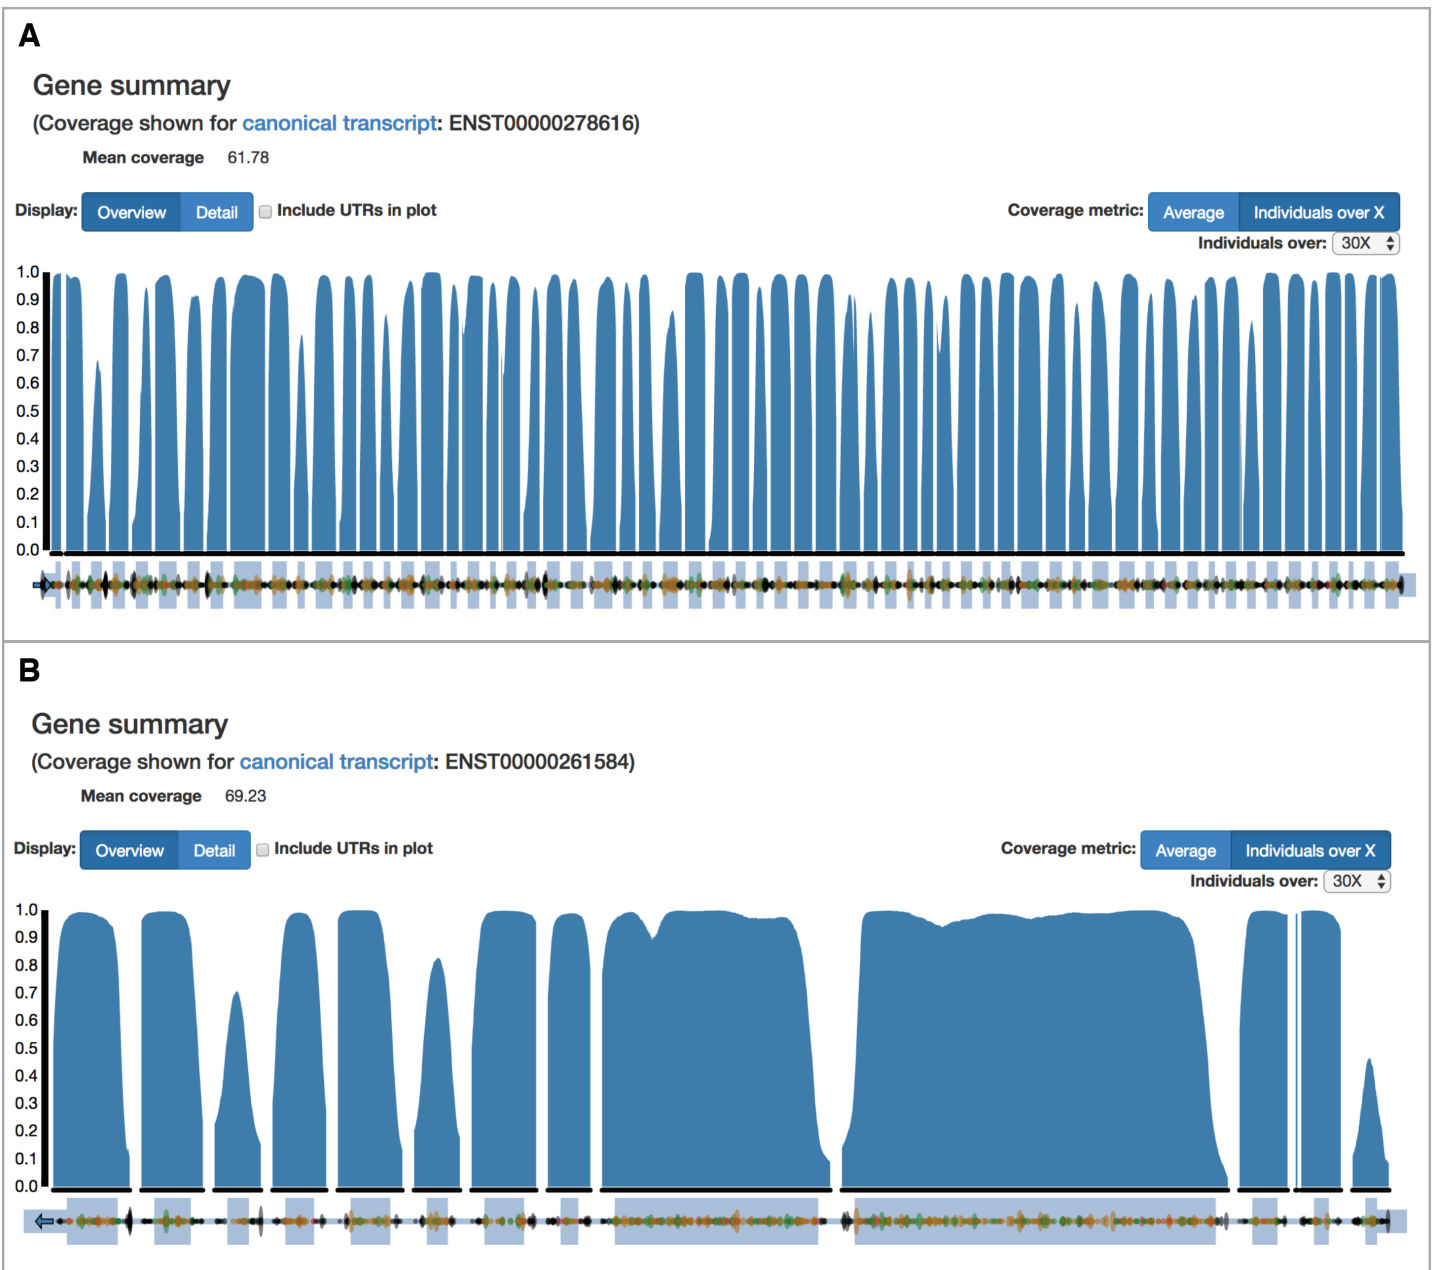 A
Gene summary
(Coverage shown for canonical transcript: ENST00000278616)
Mean coverage 61.78
Display: Overview Detail Include UTRs in plot Coverage metric: Average Individuals over X
Individuals over: 30X
1.0
0.9
0.8
0.7
0.6
0.5
0.4
0.3
0.2
0.1
0.0
B
Gene summary
(Coverage shown for canonical transcript: ENST00000261584)
Mean coverage 69.23
Display: Overview Detail Include UTRs in plot Coverage metric: Average Individuals over X
Individuals over: 30X
1.0
0.9
0.8
0.7
0.6
0.5
0.4
0.3
0.2
0.1
0.0